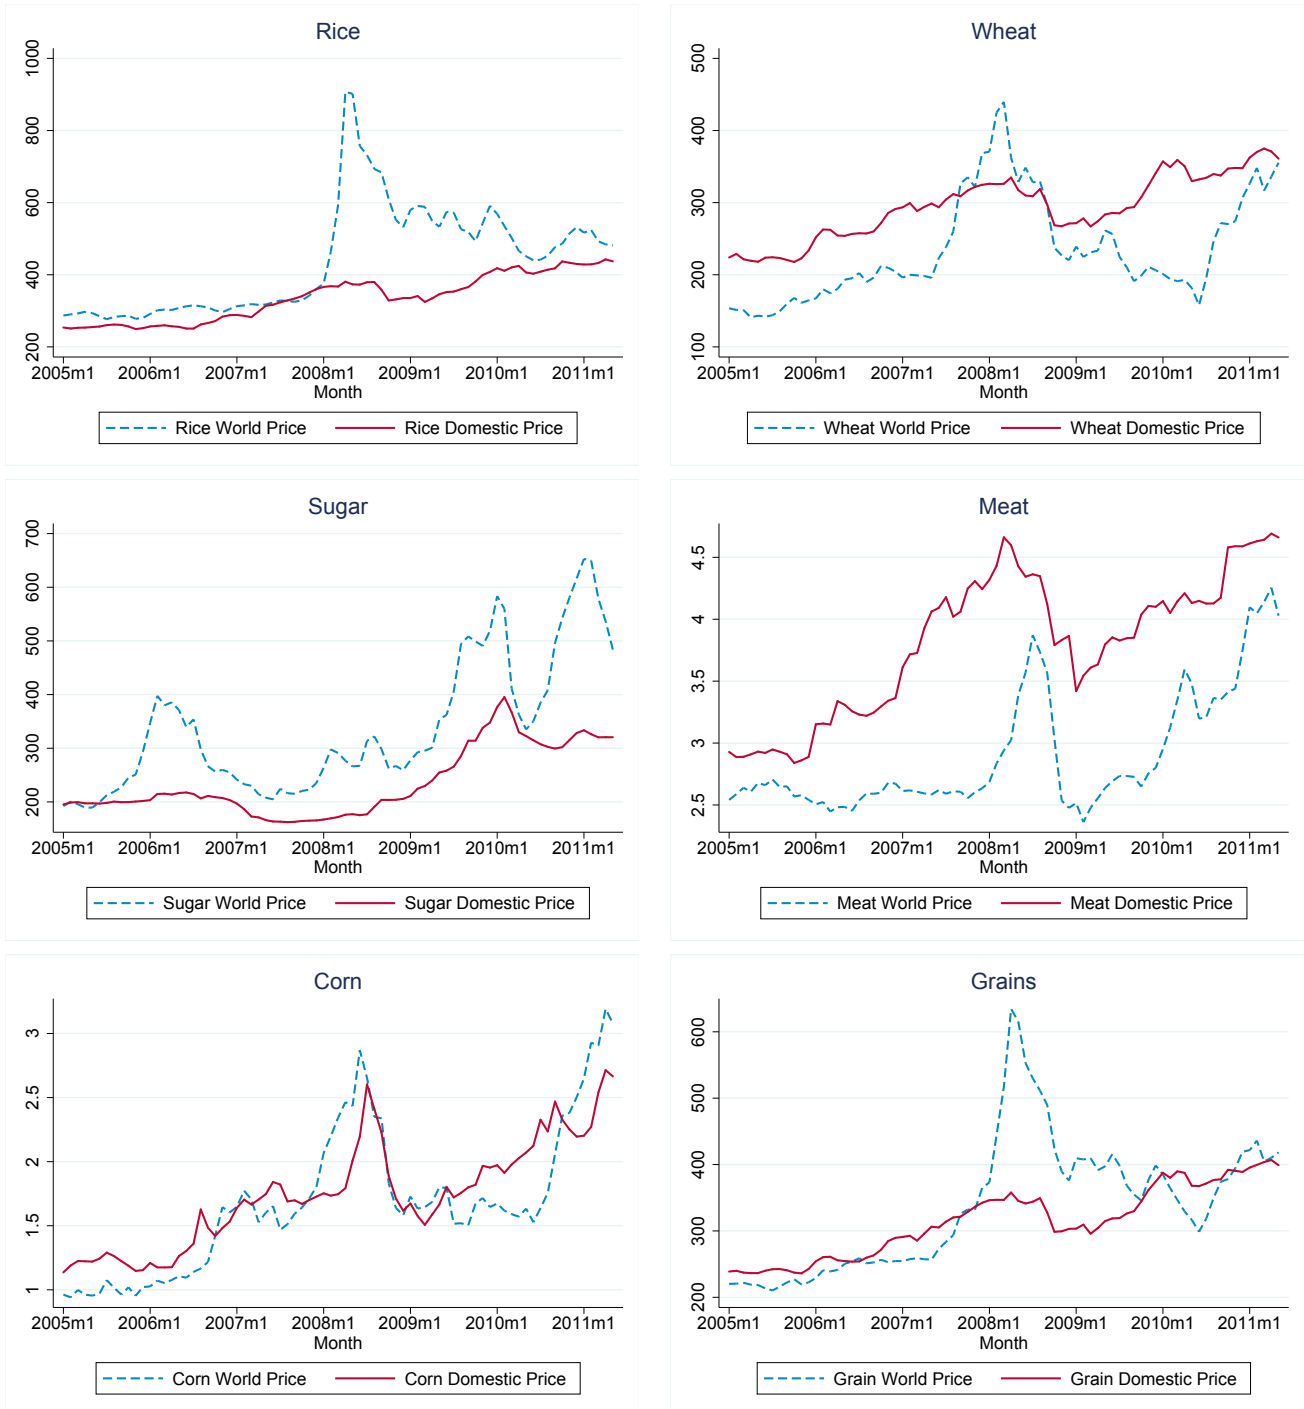 Rice
1000
800
600
400
200
2005m1 2006m1 2007m1 2008m1 2009m1 2010m1 2011m1
Month
Rice World Price Rice Domestic Price
Wheat
500
400
300
200
100
2005m1 2006m1 2007m1 2008m1 2009m1 2010m1 2011m1
Month
Wheat World Price Wheat Domestic Price
Sugar
700
600
500
400
300
200
2005m1 2006m1 2007m1 2008m1 2009m1 2010m1 2011m1
Month
Sugar World Price Sugar Domestic Price
Meat
4.5
4
3.5
3
2.5
2005m1 2006m1 2007m1 2008m1 2009m1 2010m1 2011m1
Month
Meat World Price Meat Domestic Price
Corn
3
2.5
2
1.5
1
2005m1 2006m1 2007m1 2008m1 2009m1 2010m1 2011m1
Month
Corn World Price Corn Domestic Price
Grains
600
500
400
300
200
2005m1 2006m1 2007m1 2008m1 2009m1 2010m1 2011m1
Month
Grain World Price Grain Domestic Price